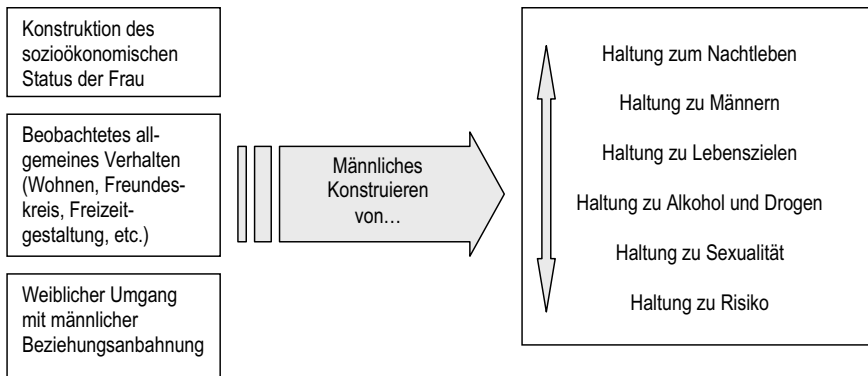 Konstruktion des
sozioökonomischen
Status der Frau
Beobachtetes all-
gemeines Verhalten
(Wohnen, Freundes-
kreis, Freizeit-
gestaltung, etc.)
Weiblicher Umgang
mit männlicher
Beziehungsanbahnung
Männliches
Konstruieren
von…
Haltung zum Nachtleben
Haltung zu Männern
Haltung zu Lebenszielen
Haltung zu Alkohol und Drogen
Haltung zu Sexualität
Haltung zu Risiko